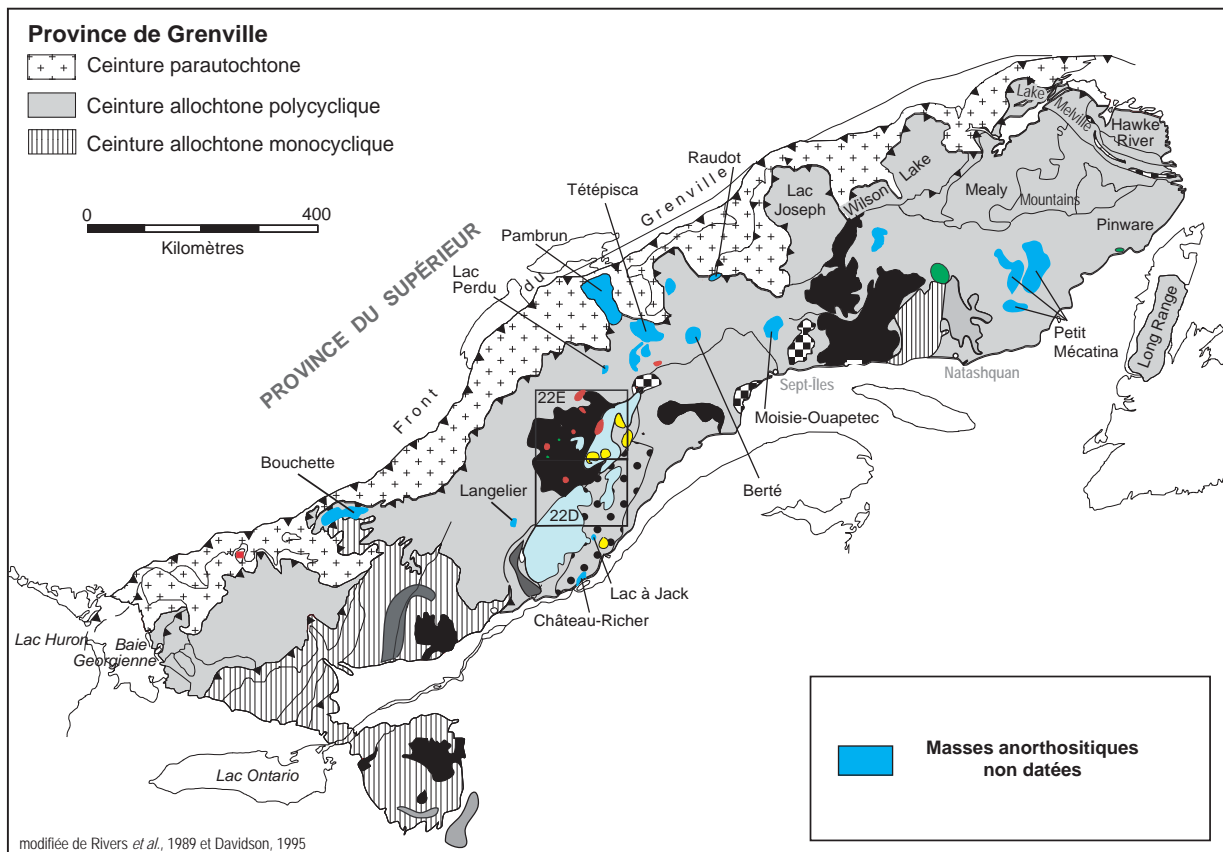 Province de Grenville
Ceinture parautochtone
Ceinture allochtone polycyclique
Ceinture allochtone monocyclique
0 400
Kilomètres
PROVINCE DU SUPÉRIEUR
Front du Grenville
Lake
Melville
Hawke
River
Raudot
Lac
Joseph
Wilson
Lake
Mealy
Mountains
Pinware
Tétépisca
Pambrun
Lac
Perdu
Long Range
Petit
Mécatina
Sept-Îles
Natashquan
Moisie-Ouapetec
22E
Berté
Bouchette
Langelier
22D
Lac à Jack
Château-Richer
Lac Huron
Baie
Georgienne
Lac Ontario
Masses anorthositiques
non datées
modifiée de Rivers et al., 1989 et Davidson, 1995